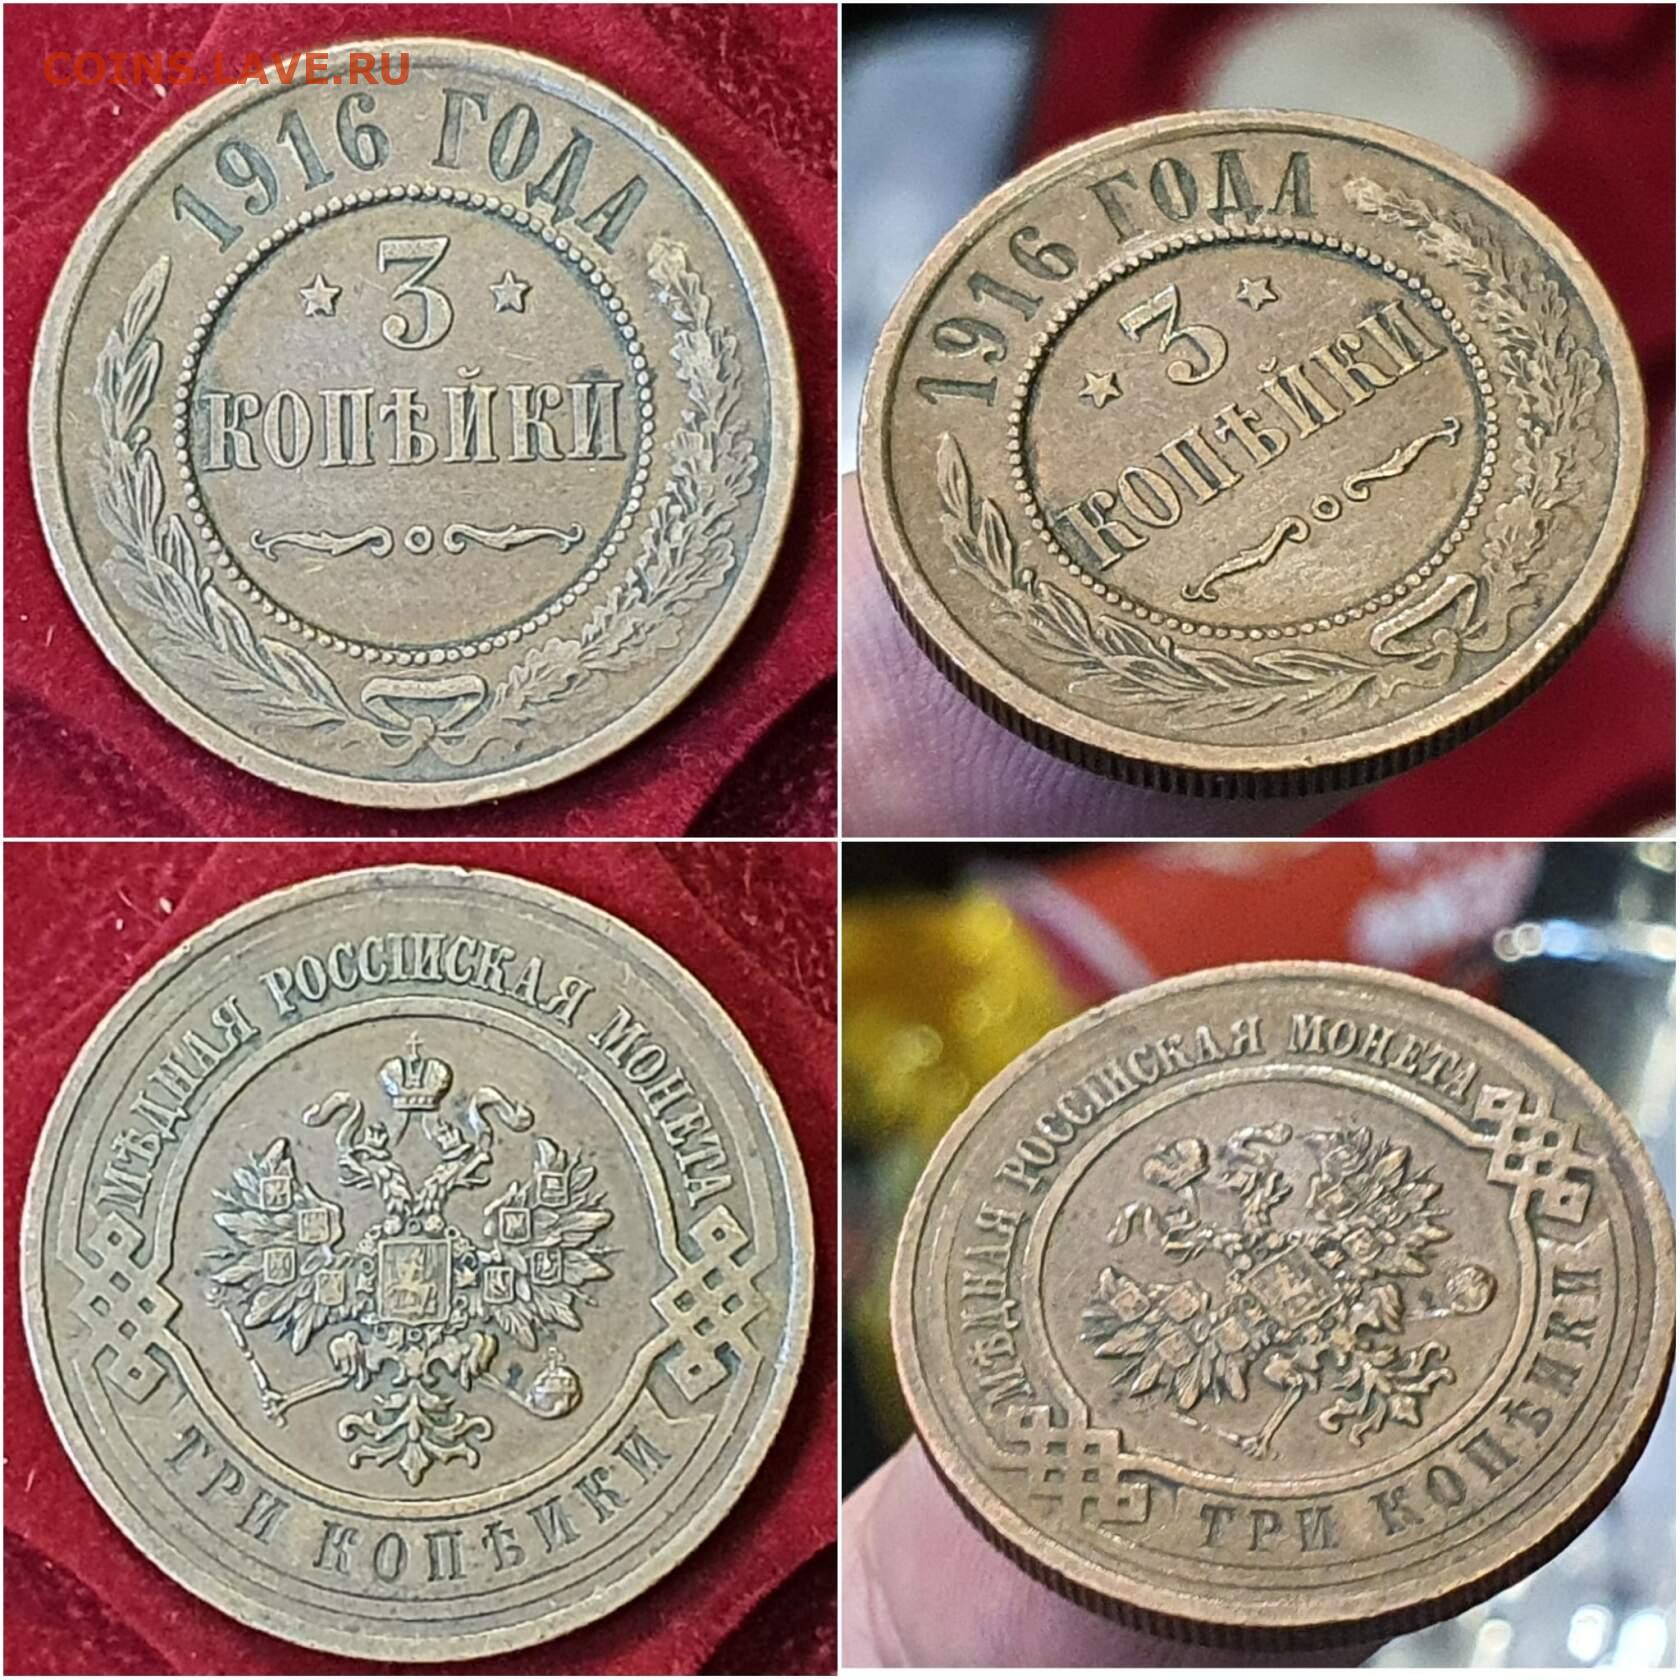 COINS.LAVE.RU
1916 ГОДА
3
КОПѢЙКИ
1916 ГОДА
3
КОПѢЙКИ
МѢДНАЯ РОССІЙСКАЯ МОНЕТА
ТРИ КОПѢЙКИ
МѢДНАЯ РОССІЙСКАЯ МОНЕТА
ТРИ КОПѢЙКИ